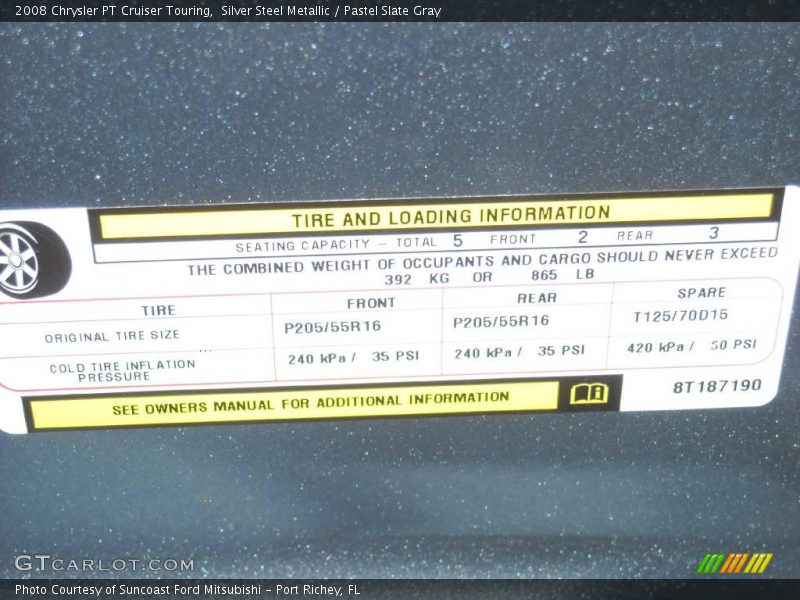 2008 Chrysler PT Cruiser Touring, Silver Steel Metallic / Pastel Slate Gray
TIRE AND LOADING INFORMATION
SEATING CAPACITY – TOTAL 5 FRONT 2 REAR 3
THE COMBINED WEIGHT OF OCCUPANTS AND CARGO SHOULD NEVER EXCEED
392 KG OR 865 LB
TIRE FRONT REAR SPARE
ORIGINAL TIRE SIZE P205/55R16 P205/55R16 T125/70D15
COLD TIRE INFLATION
PRESSURE 240 kPa / 35 PSI 240 kPa / 35 PSI 420 kPa / 50 PSI
SEE OWNERS MANUAL FOR ADDITIONAL INFORMATION
8T187190
GTCARLOT.COM
Photo Courtesy of Suncoast Ford Mitsubishi – Port Richey, FL